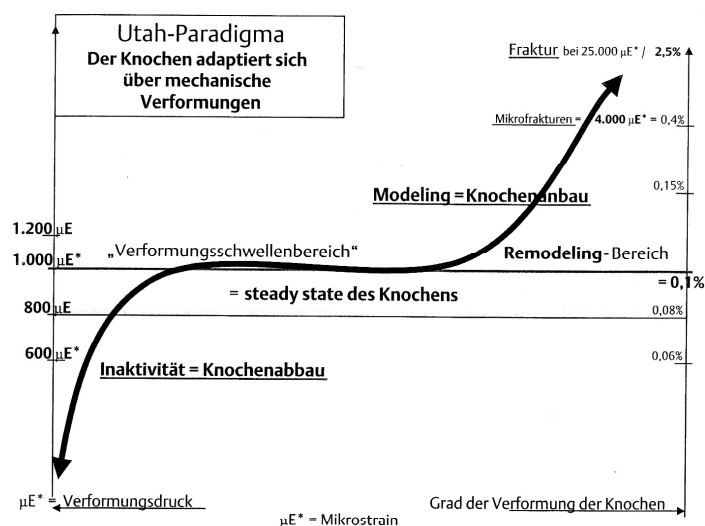 Utah-Paradigma
Der Knochen adaptiert sich
über mechanische
Verformungen
Fraktur bei 25.000 µE* / 2,5%
Mikrofrakturen = 4.000 µE* = 0,4%
Modeling = Knochenanbau
0,15%
1.200 µE
„Verformungsschwellenbereich“
Remodeling-Bereich
1.000 µE*
= 0,1%
= steady state des Knochens
800 µE
0,08%
600 µE*
0,06%
Inaktivität = Knochenabbau
µE* = Verformungsdruck
Grad der Verformung der Knochen
µE* = Mikrostrain